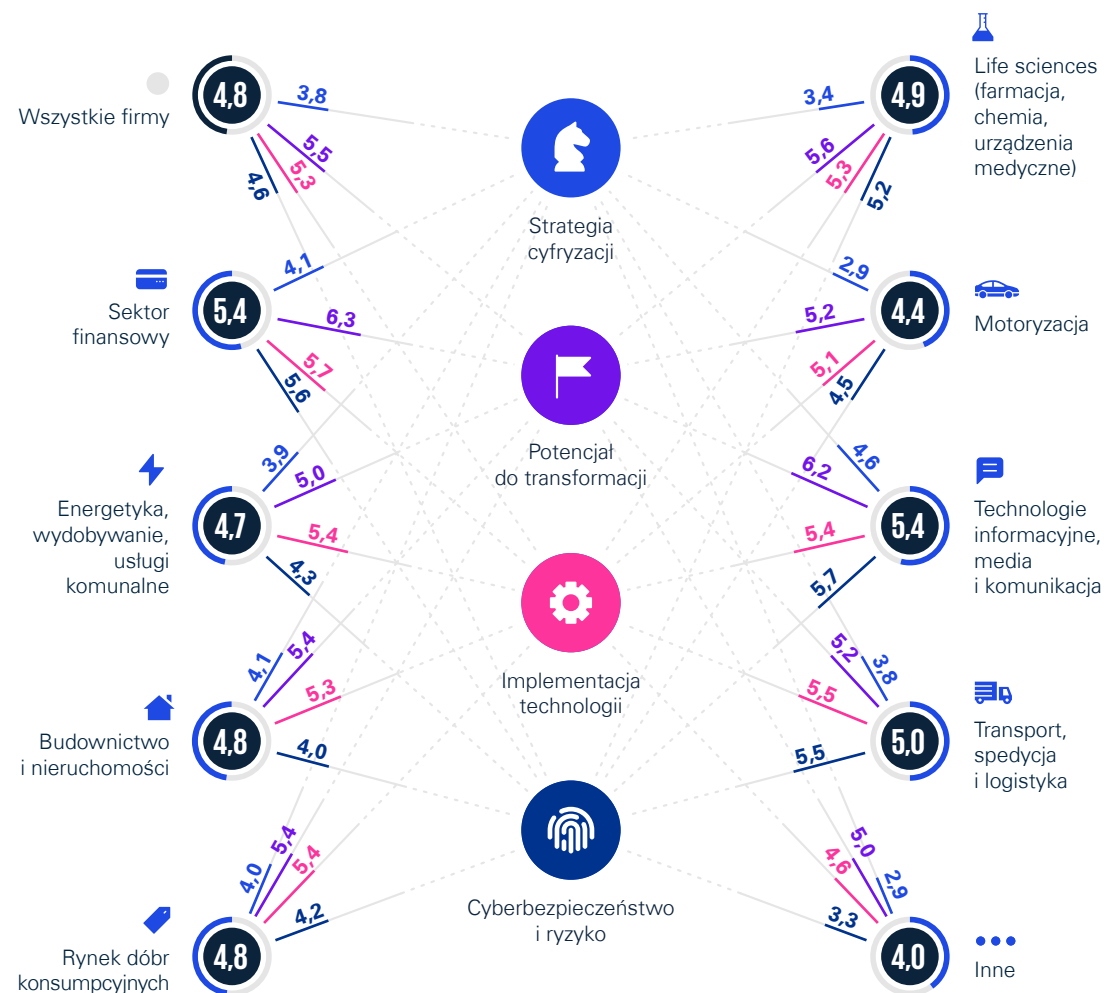 4,8
Wszystkie firmy
3,8
5,5
5,3
4,6
Sektor
finansowy
5,4
4,1
6,3
5,7
5,6
Energetyka,
wydobywanie,
usługi
komunalne
4,7
3,9
5,0
5,4
4,3
Budownictwo
i nieruchomości
4,8
4,1
5,4
5,3
4,0
Rynek dóbr
konsumpcyjnych
4,8
4,0
5,4
5,4
4,2
Strategia
cyfryzacji
Potencjał
do transformacji
Implementacja
technologii
Cyberbezpieczeństwo
i ryzyko
3,4
5,6
5,3
5,2
4,9
Life sciences
(farmacja,
chemia,
urządzenia
medyczne)
2,9
5,2
5,1
4,5
4,4
Motoryzacja
4,6
6,2
5,4
5,7
5,4
Technologie
informacyjne,
media
i komunikacja
3,8
5,2
5,5
5,5
5,0
Transport,
spedycja
i logistyka
2,9
5,0
4,6
3,3
4,0
Inne